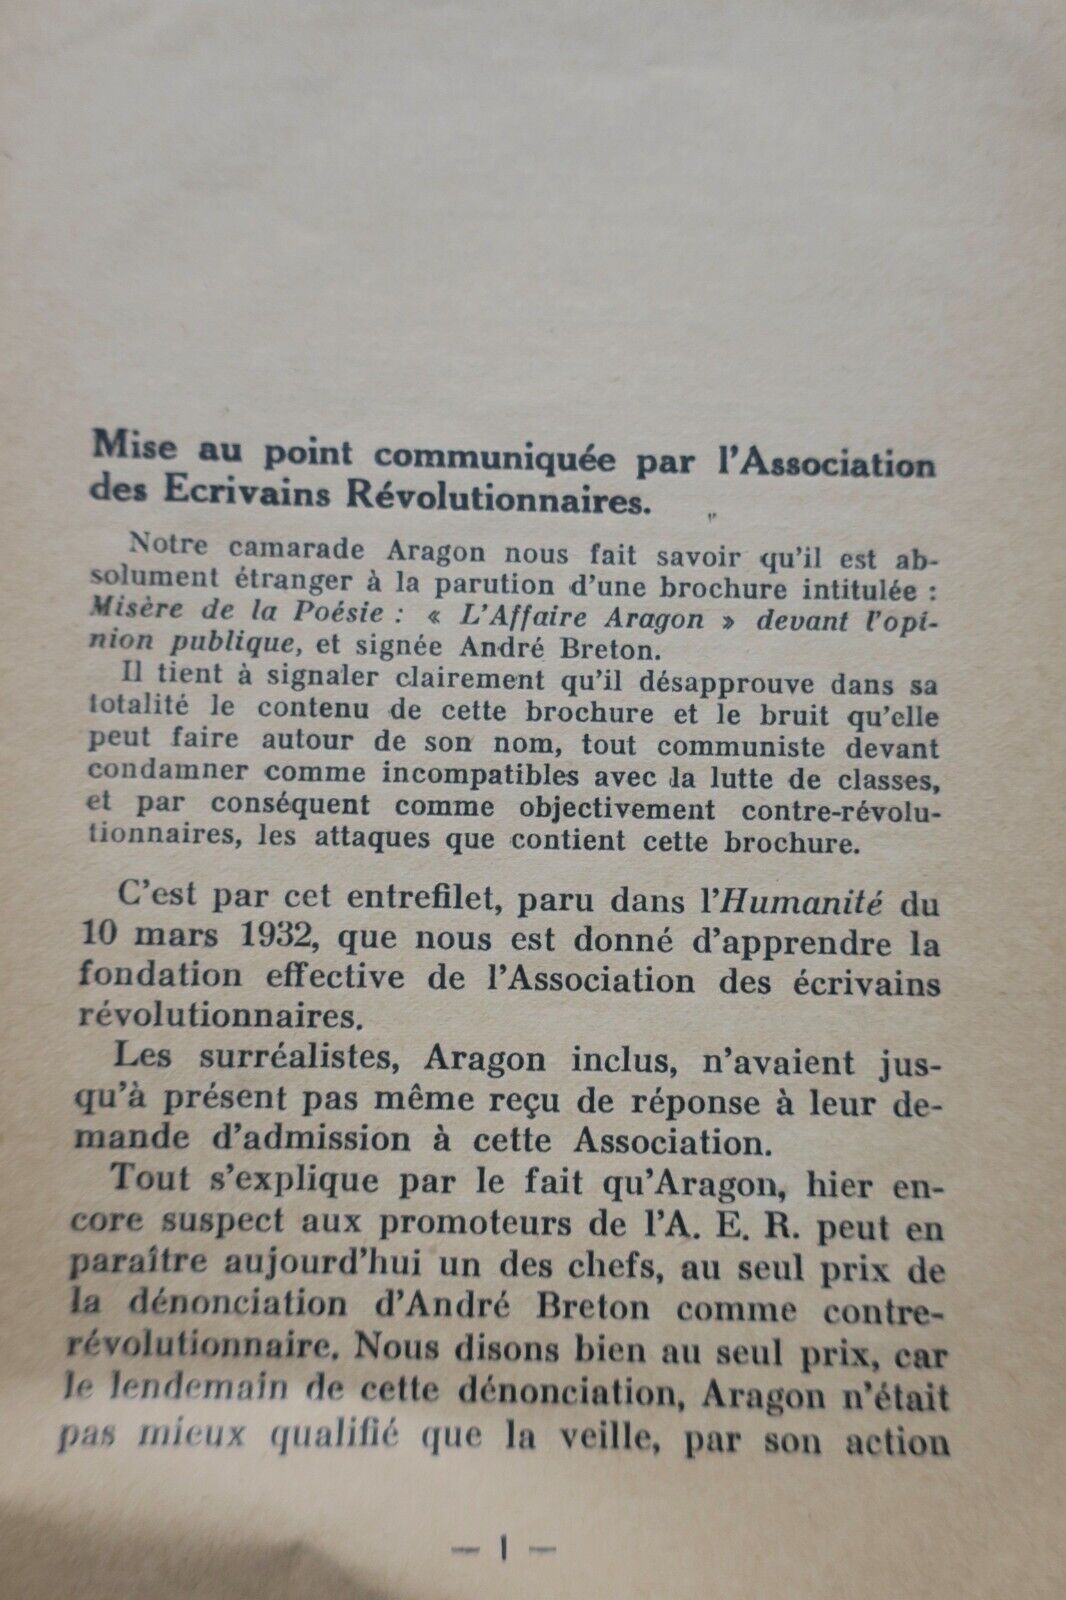 Mise au point communiquée par l'Association
des Ecrivains Révolutionnaires.
Notre camarade Aragon nous fait savoir qu'il est ab-
solument étranger à la parution d'une brochure intitulée :
Misère de la Poésie : « L'Affaire Aragon » devant l'opi-
nion publique, et signée André Breton.
Il tient à signaler clairement qu'il désapprouve dans sa
totalité le contenu de cette brochure et le bruit qu'elle
peut faire autour de son nom, tout communiste devant
condamner comme incompatibles avec la lutte de classes,
et par conséquent comme objectivement contre-révolu-
tionnaires, les attaques que contient cette brochure.
C'est par cet entrefilet, paru dans l'Humanité du
10 mars 1932, que nous est donné d'apprendre la
fondation effective de l'Association des écrivains
révolutionnaires.
Les surréalistes, Aragon inclus, n'avaient jus-
qu'à présent pas même reçu de réponse à leur de-
mande d'admission à cette Association.
Tout s'explique par le fait qu'Aragon, hier en-
core suspect aux promoteurs de l'A. E. R. peut en
paraître aujourd'hui un des chefs, au seul prix de
la dénonciation d'André Breton comme contre-
révolutionnaire. Nous disons bien au seul prix, car
le lendemain de cette dénonciation, Aragon n'était
pas mieux qualifié que la veille, par son action
— I —